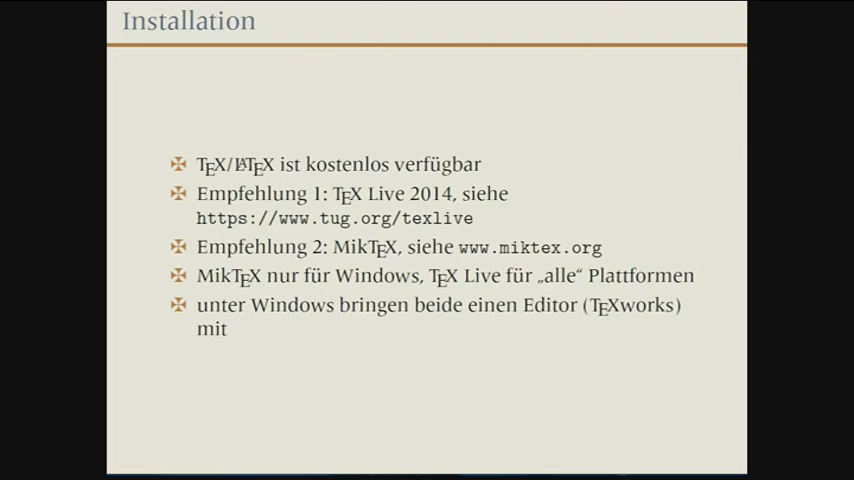 Installation
TEX/LATEX ist kostenlos verfügbar
Empfehlung 1: TEX Live 2014, siehe
https://www.tug.org/texlive
Empfehlung 2: MikTEX, siehe www.miktex.org
MikTEX nur für Windows, TEX Live für „alle“ Plattformen
unter Windows bringen beide einen Editor (TEXworks)
mit